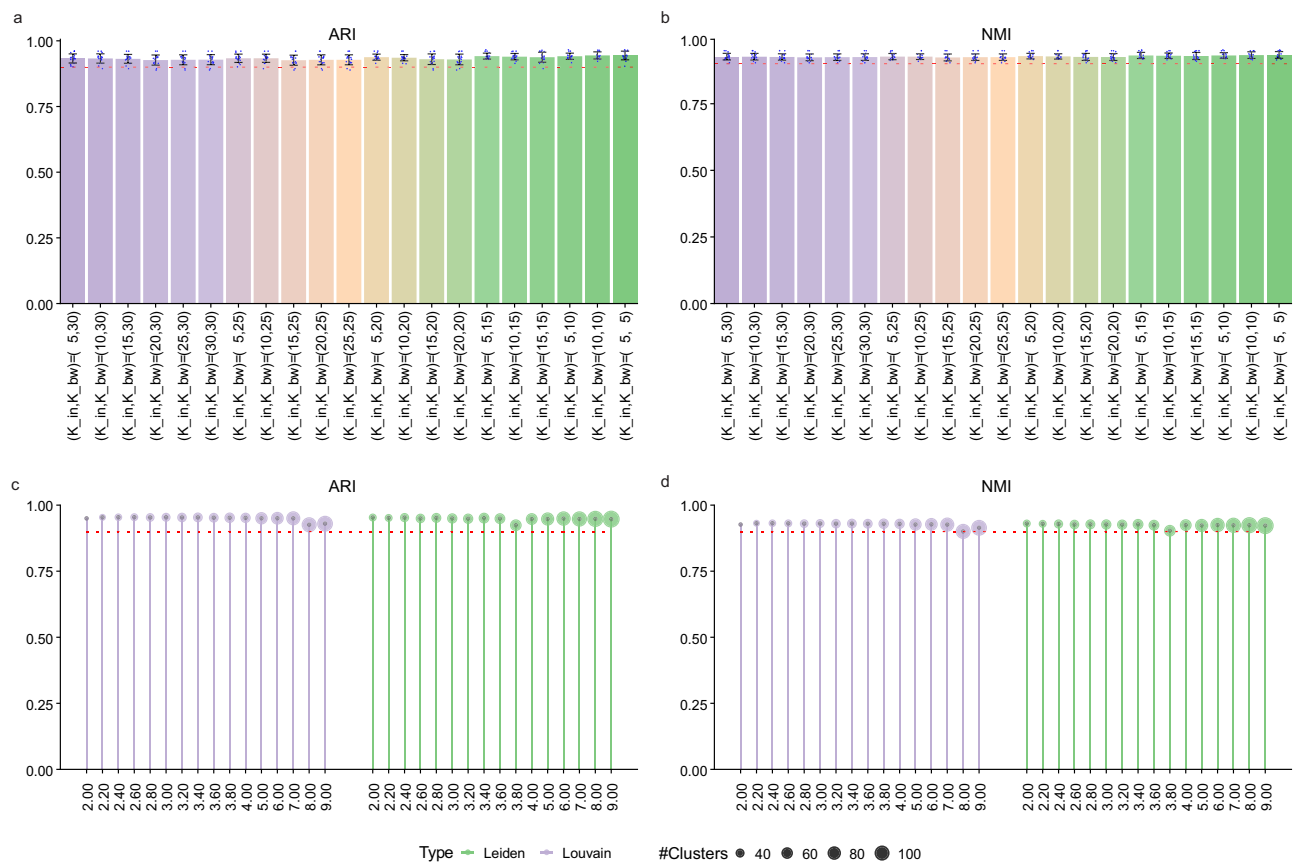 a
ARI
1.00
0.75
0.50
0.25
0.00
(K_in,K_bw)=( 5,30)
(K_in,K_bw)=(10,30)
(K_in,K_bw)=(15,30)
(K_in,K_bw)=(20,30)
(K_in,K_bw)=(25,30)
(K_in,K_bw)=(30,30)
(K_in,K_bw)=( 5,25)
(K_in,K_bw)=(10,25)
(K_in,K_bw)=(15,25)
(K_in,K_bw)=(20,25)
(K_in,K_bw)=(25,25)
(K_in,K_bw)=( 5,20)
(K_in,K_bw)=(10,20)
(K_in,K_bw)=(15,20)
(K_in,K_bw)=(20,20)
(K_in,K_bw)=( 5,15)
(K_in,K_bw)=(10,15)
(K_in,K_bw)=(15,15)
(K_in,K_bw)=( 5,10)
(K_in,K_bw)=(10,10)
(K_in,K_bw)=( 5, 5)
b
NMI
1.00
0.75
0.50
0.25
0.00
(K_in,K_bw)=( 5,30)
(K_in,K_bw)=(10,30)
(K_in,K_bw)=(15,30)
(K_in,K_bw)=(20,30)
(K_in,K_bw)=(25,30)
(K_in,K_bw)=(30,30)
(K_in,K_bw)=( 5,25)
(K_in,K_bw)=(10,25)
(K_in,K_bw)=(15,25)
(K_in,K_bw)=(20,25)
(K_in,K_bw)=(25,25)
(K_in,K_bw)=( 5,20)
(K_in,K_bw)=(10,20)
(K_in,K_bw)=(15,20)
(K_in,K_bw)=(20,20)
(K_in,K_bw)=( 5,15)
(K_in,K_bw)=(10,15)
(K_in,K_bw)=(15,15)
(K_in,K_bw)=( 5,10)
(K_in,K_bw)=(10,10)
(K_in,K_bw)=( 5, 5)
c
ARI
1.00
0.75
0.50
0.25
0.00
2.00
2.20
2.40
2.60
2.80
3.00
3.20
3.40
3.60
3.80
4.00
5.00
6.00
7.00
8.00
9.00
2.00
2.20
2.40
2.60
2.80
3.00
3.20
3.40
3.60
3.80
4.00
5.00
6.00
7.00
8.00
9.00
d
NMI
1.00
0.75
0.50
0.25
0.00
2.00
2.20
2.40
2.60
2.80
3.00
3.20
3.40
3.60
3.80
4.00
5.00
6.00
7.00
8.00
9.00
2.00
2.20
2.40
2.60
2.80
3.00
3.20
3.40
3.60
3.80
4.00
5.00
6.00
7.00
8.00
9.00
Type Leiden Louvain #Clusters 40 60 80 100